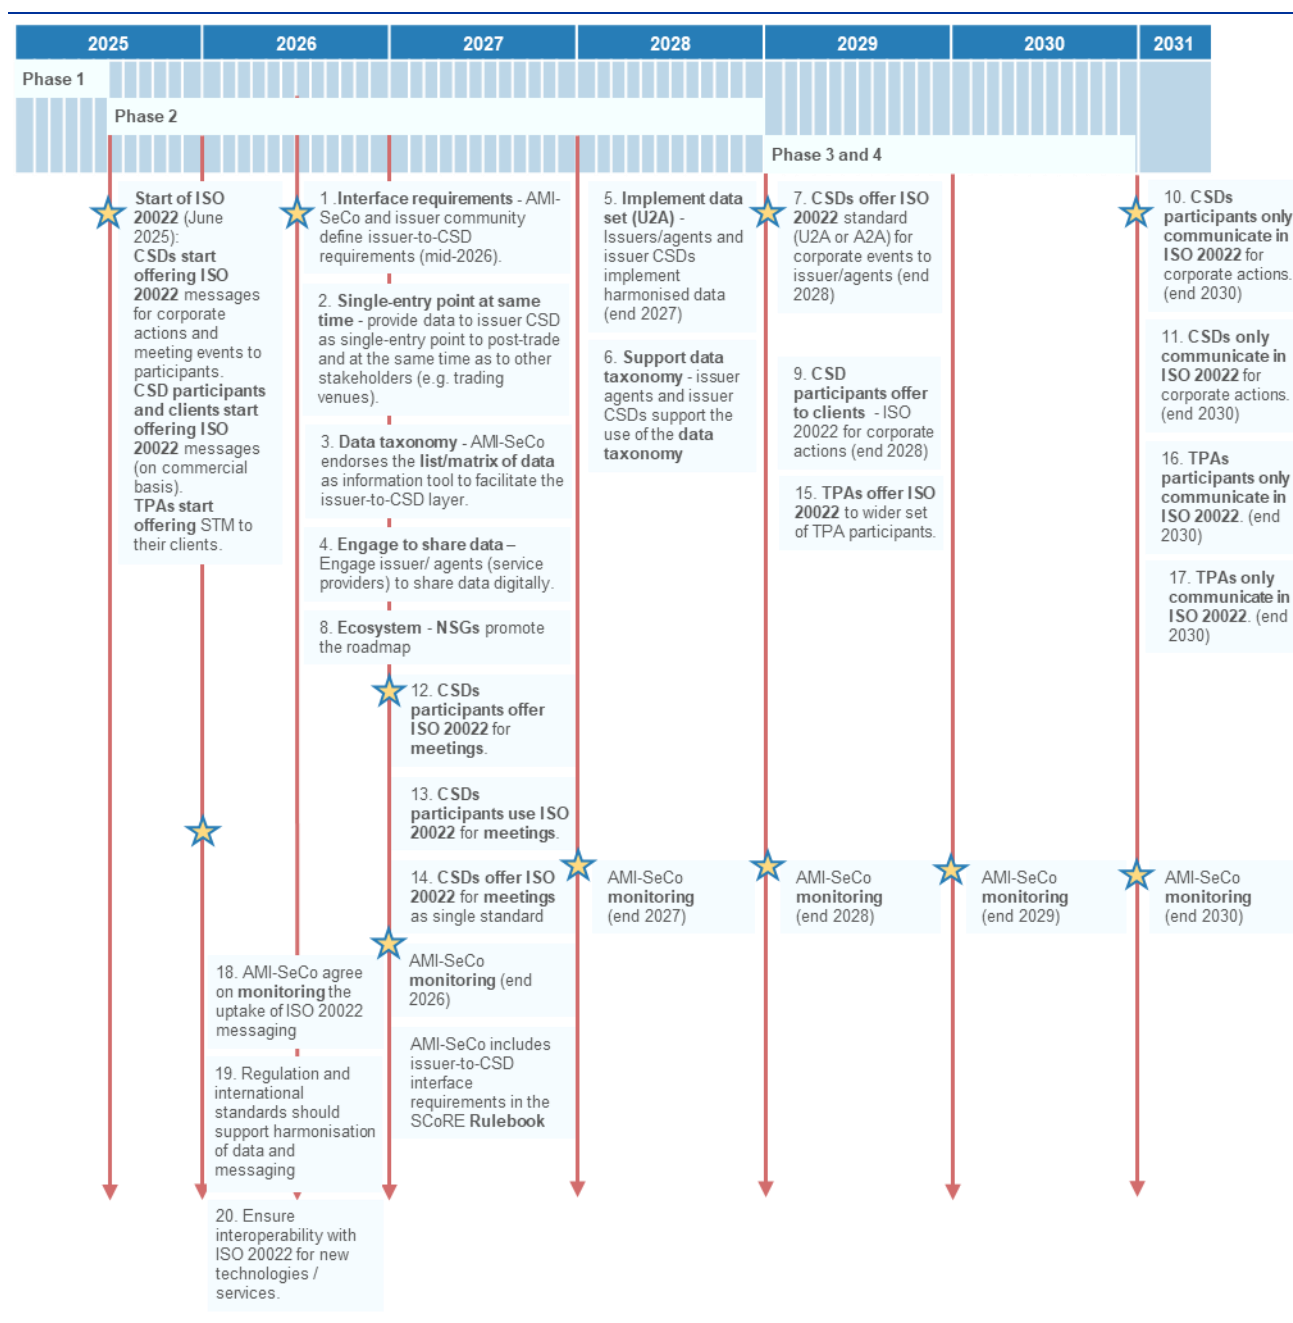 2025
2026
2027
2028
2029
2030
2031
Phase 1
Phase 2
Phase 3 and 4
Start of ISO
20022 (June
2025):
CSDs start
offering ISO
20022 messages
for corporate
actions and
meeting events to
participants.
CSD participants
and clients start
offering ISO
20022 messages
(on commercial
basis).
TPAs start
offering STM to
their clients.
1 .Interface requirements - AMI-
SeCo and issuer community
define issuer-to-CSD
requirements (mid-2026).
2. Single-entry point at same
time - provide data to issuer CSD
as single-entry point to post-trade
and at the same time as to other
stakeholders (e.g. trading
venues).
3. Data taxonomy - AMI-SeCo
endorses the list/matrix of data
as information tool to facilitate the
issuer-to-CSD layer.
4. Engage to share data –
Engage issuer/ agents (service
providers) to share data digitally.
8. Ecosystem - NSGs promote
the roadmap
12. CSDs
participants offer
ISO 20022 for
meetings.
13. CSDs
participants use ISO
20022 for meetings.
14. CSDs offer ISO
20022 for meetings
as single standard
AMI-SeCo
monitoring (end
2026)
AMI-SeCo includes
issuer-to-CSD
interface
requirements in the
SCoRE Rulebook
18. AMI-SeCo agree
on monitoring the
uptake of ISO 20022
messaging
19. Regulation and
international
standards should
support harmonisation
of data and
messaging
20. Ensure
interoperability with
ISO 20022 for new
technologies /
services.
5. Implement data
set (U2A) -
Issuers/agents and
issuer CSDs
implement
harmonised data
(end 2027)
6. Support data
taxonomy - issuer
agents and issuer
CSDs support the
use of the data
taxonomy
AMI-SeCo
monitoring
(end 2027)
7. CSDs offer ISO
20022 standard
(U2A or A2A) for
corporate events to
issuer/agents (end
2028)
9. CSD
participants offer
to clients - ISO
20022 for corporate
actions (end 2028)
15. TPAs offer ISO
20022 to wider set
of TPA participants.
AMI-SeCo
monitoring
(end 2028)
AMI-SeCo
monitoring
(end 2029)
10. CSDs
participants only
communicate in
ISO 20022 for
corporate actions.
(end 2030)
11. CSDs only
communicate in
ISO 20022 for
corporate actions.
(end 2030)
16. TPAs
participants only
communicate in
ISO 20022. (end
2030)
17. TPAs only
communicate in
ISO 20022. (end
2030)
AMI-SeCo
monitoring
(end 2030)